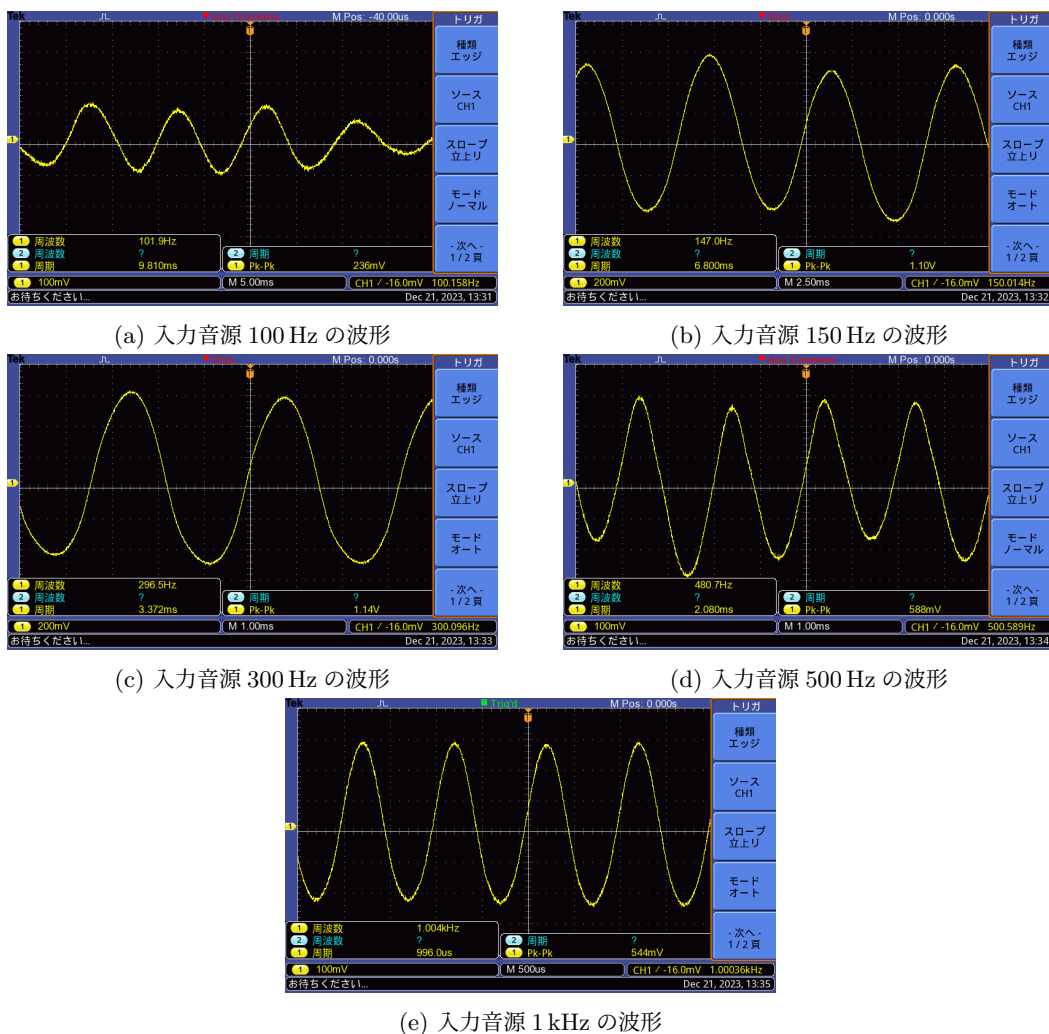 Tek M Pos: -40.00us トリガ
種類
エッジ
ソース
CH1
スロープ
立上り
モード
ノーマル
- 次へ -
1 / 2 頁
1 周波数 101.9Hz
2 周波数 ?
1 周期 9.810ms
2 周期 ?
1 Pk-Pk 236mV
1 100mV M 5.00ms CH1 / -16.0mV 100.158Hz
お待ちください... Dec 21, 2023, 13:31
(a) 入力音源 100 Hz の波形
Tek M Pos: 0.000s トリガ
種類
エッジ
ソース
CH1
スロープ
立上り
モード
オート
- 次へ -
1 / 2 頁
1 周波数 147.0Hz
2 周波数 ?
1 周期 6.800ms
2 周期 ?
1 Pk-Pk 1.10V
1 200mV M 2.50ms CH1 / -16.0mV 150.014Hz
お待ちください... Dec 21, 2023, 13:32
(b) 入力音源 150 Hz の波形
Tek Stop M Pos: 0.000s トリガ
種類
エッジ
ソース
CH1
スロープ
立上り
モード
オート
- 次へ -
1 / 2 頁
1 周波数 296.5Hz
2 周波数 ?
1 周期 3.372ms
2 周期 ?
1 Pk-Pk 1.14V
1 200mV M 1.00ms CH1 / -16.0mV 300.096Hz
お待ちください... Dec 21, 2023, 13:33
(c) 入力音源 300 Hz の波形
Tek Acq Complete M Pos: 0.000s トリガ
種類
エッジ
ソース
CH1
スロープ
立上り
モード
ノーマル
- 次へ -
1 / 2 頁
1 周波数 480.7Hz
2 周波数 ?
1 周期 2.080ms
2 周期 ?
1 Pk-Pk 588mV
1 100mV M 1.00ms CH1 / -16.0mV 500.589Hz
お待ちください... Dec 21, 2023, 13:34
(d) 入力音源 500 Hz の波形
Tek Trig'd M Pos: 0.000s トリガ
種類
エッジ
ソース
CH1
スロープ
立上り
モード
オート
- 次へ -
1 / 2 頁
1 周波数 1.004kHz
2 周波数 ?
1 周期 996.0us
2 周期 ?
1 Pk-Pk 544mV
1 100mV M 500us CH1 / -16.0mV 1.00036kHz
お待ちください... Dec 21, 2023, 13:35
(e) 入力音源 1 kHz の波形